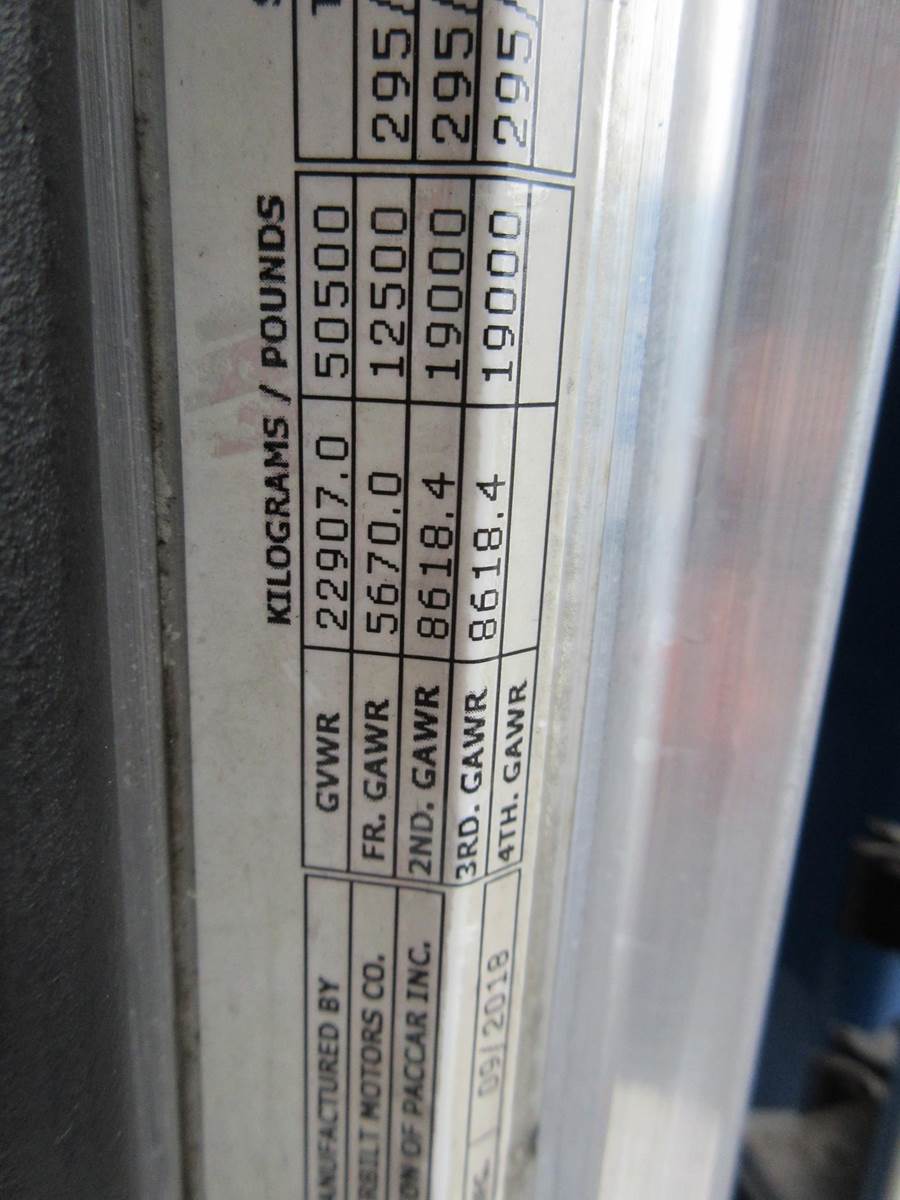 KILOGRAMS / POUNDS
ANUFACTURED BY
GVWR 22907.0 50500
RBILT MOTORS CO.
FR. GAWR 5670.0 12500 295/
ON OF PACCAR INC.
2ND. GAWR 8618.4 19000 295/
3RD. GAWR 8618.4 19000 295/
09/2018
4TH. GAWR